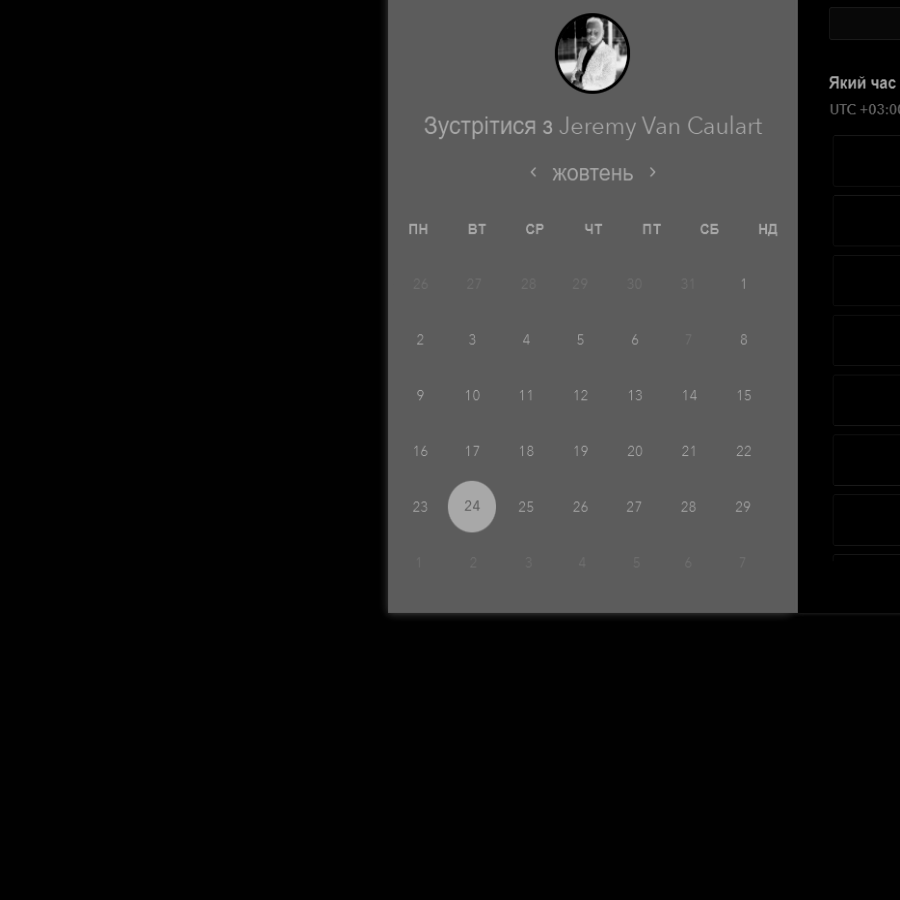 Зустрітися з Jeremy Van Caulart
жовтень
ПН ВТ СР ЧТ ПТ СБ НД
26 27 28 29 30 31 1
2 3 4 5 6 7 8
9 10 11 12 13 14 15
16 17 18 19 20 21 22
23 24 25 26 27 28 29
1 2 3 4 5 6 7
Який час
UTC +03:00